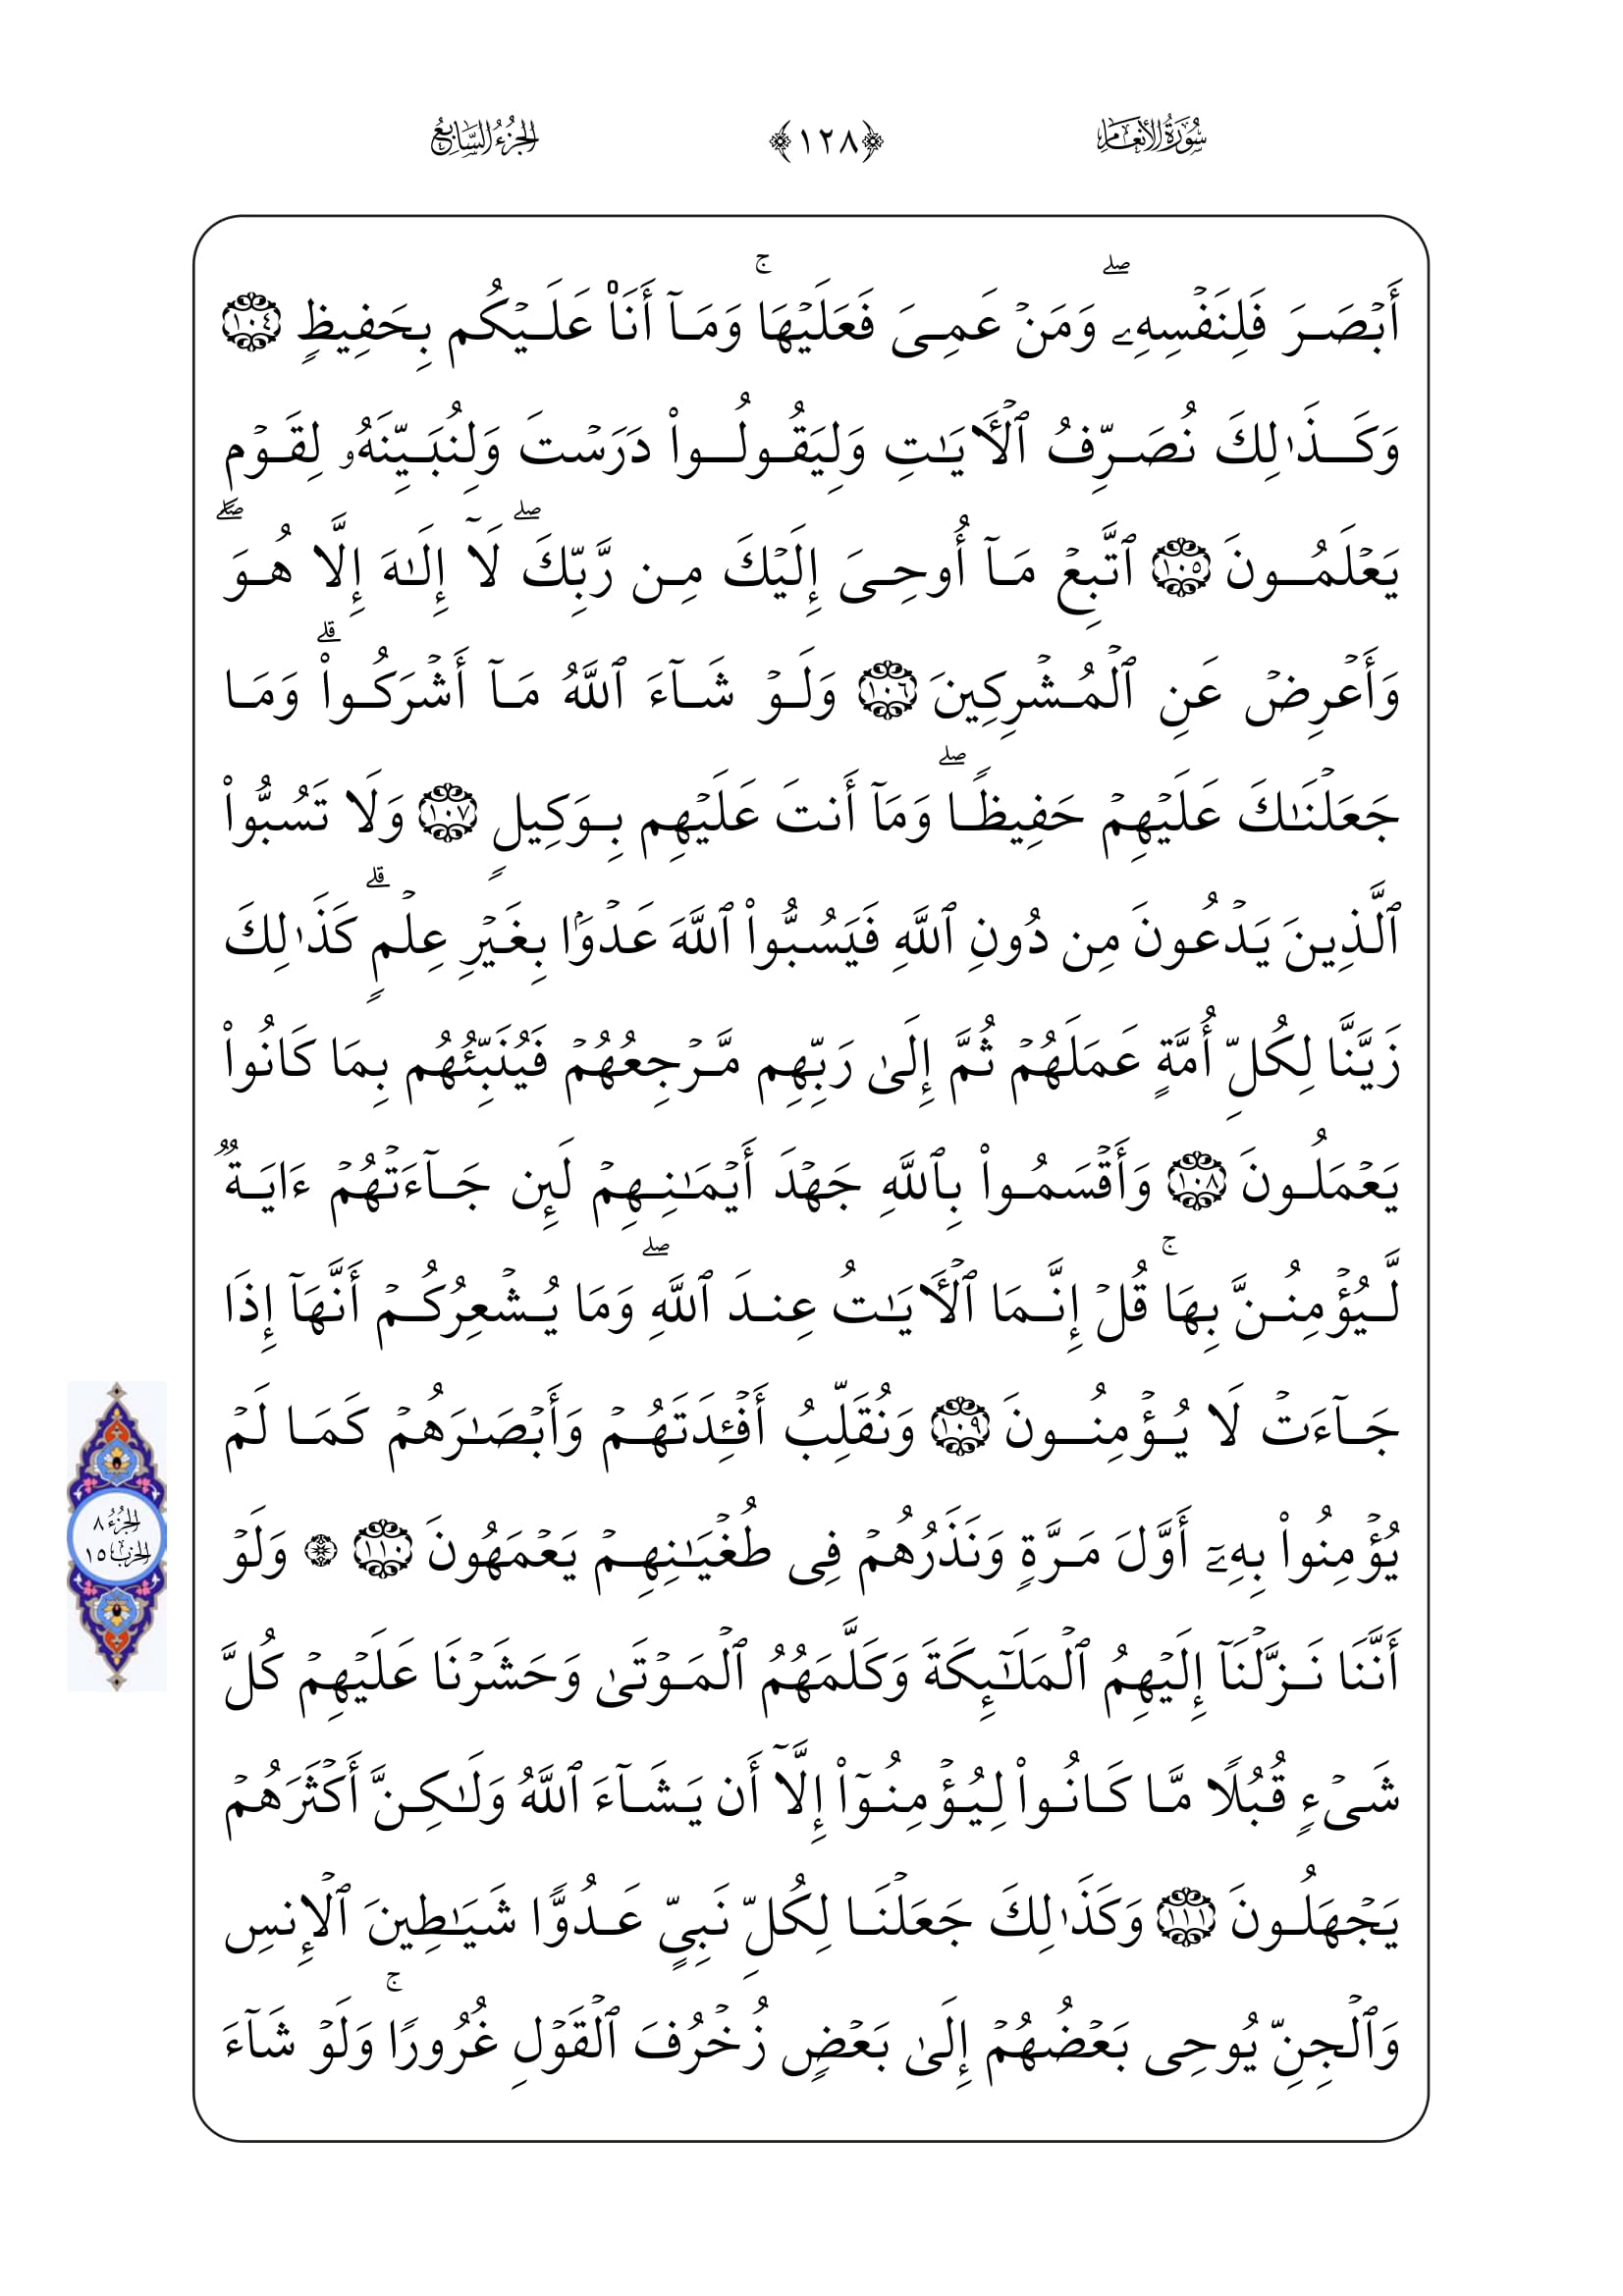 سُورَةُ الأنعَامِ
﴿١٢٨﴾
الجُزءُ السَّابِعُ
أَبۡصَرَ فَلِنَفۡسِهِۦۖ وَمَنۡ عَمِىَ فَعَلَيۡهَاۚ وَمَآ أَنَا۠ عَلَيۡكُم بِحَفِيظٍ ١٠٤
وَكَذَٰلِكَ نُصَرِّفُ ٱلۡأٓيَٰتِ وَلِيَقُولُواْ دَرَسۡتَ وَلِنُبَيِّنَهُۥ لِقَوۡمٍ
يَعۡلَمُونَ ١٠٥ ٱتَّبِعۡ مَآ أُوحِىَ إِلَيۡكَ مِن رَّبِّكَۖ لَآ إِلَٰهَ إِلَّا هُوَۖ
وَأَعۡرِضۡ عَنِ ٱلۡمُشۡرِكِينَ ١٠٦ وَلَوۡ شَآءَ ٱللَّهُ مَآ أَشۡرَكُواْۗ وَمَا
جَعَلۡنَٰكَ عَلَيۡهِمۡ حَفِيظًاۖ وَمَآ أَنتَ عَلَيۡهِم بِوَكِيلٍ ١٠٧ وَلَا تَسُبُّواْ
ٱلَّذِينَ يَدۡعُونَ مِن دُونِ ٱللَّهِ فَيَسُبُّواْ ٱللَّهَ عَدۡوَۢا بِغَيۡرِ عِلۡمٍۗ كَذَٰلِكَ
زَيَّنَّا لِكُلِّ أُمَّةٍ عَمَلَهُمۡ ثُمَّ إِلَىٰ رَبِّهِم مَّرۡجِعُهُمۡ فَيُنَبِّئُهُم بِمَا كَانُواْ
يَعۡمَلُونَ ١٠٨ وَأَقۡسَمُواْ بِٱللَّهِ جَهۡدَ أَيۡمَٰنِهِمۡ لَئِن جَآءَتۡهُمۡ ءَايَةٌ
لَّيُؤۡمِنُنَّ بِهَاۚ قُلۡ إِنَّمَا ٱلۡأٓيَٰتُ عِندَ ٱللَّهِۖ وَمَا يُشۡعِرُكُمۡ أَنَّهَآ إِذَا
جَآءَتۡ لَا يُؤۡمِنُونَ ١٠٩ وَنُقَلِّبُ أَفۡـِٔدَتَهُمۡ وَأَبۡصَٰرَهُمۡ كَمَا لَمۡ
يُؤۡمِنُواْ بِهِۦٓ أَوَّلَ مَرَّةٍ وَنَذَرُهُمۡ فِى طُغۡيَٰنِهِمۡ يَعۡمَهُونَ ١١٠ ۞ وَلَوۡ
أَنَّنَا نَزَّلۡنَآ إِلَيۡهِمُ ٱلۡمَلَٰٓئِكَةَ وَكَلَّمَهُمُ ٱلۡمَوۡتَىٰ وَحَشَرۡنَا عَلَيۡهِمۡ كُلَّ
شَىۡءٍ قُبُلًا مَّا كَانُواْ لِيُؤۡمِنُوٓاْ إِلَّآ أَن يَشَآءَ ٱللَّهُ وَلَٰكِنَّ أَكۡثَرَهُمۡ
يَجۡهَلُونَ ١١١ وَكَذَٰلِكَ جَعَلۡنَا لِكُلِّ نَبِىٍّ عَدُوًّا شَيَٰطِينَ ٱلۡإِنسِ
وَٱلۡجِنِّ يُوحِى بَعۡضُهُمۡ إِلَىٰ بَعۡضٍ زُخۡرُفَ ٱلۡقَوۡلِ غُرُورًاۚ وَلَوۡ شَآءَ
الجُزءُ ٨
الحزب ١٥